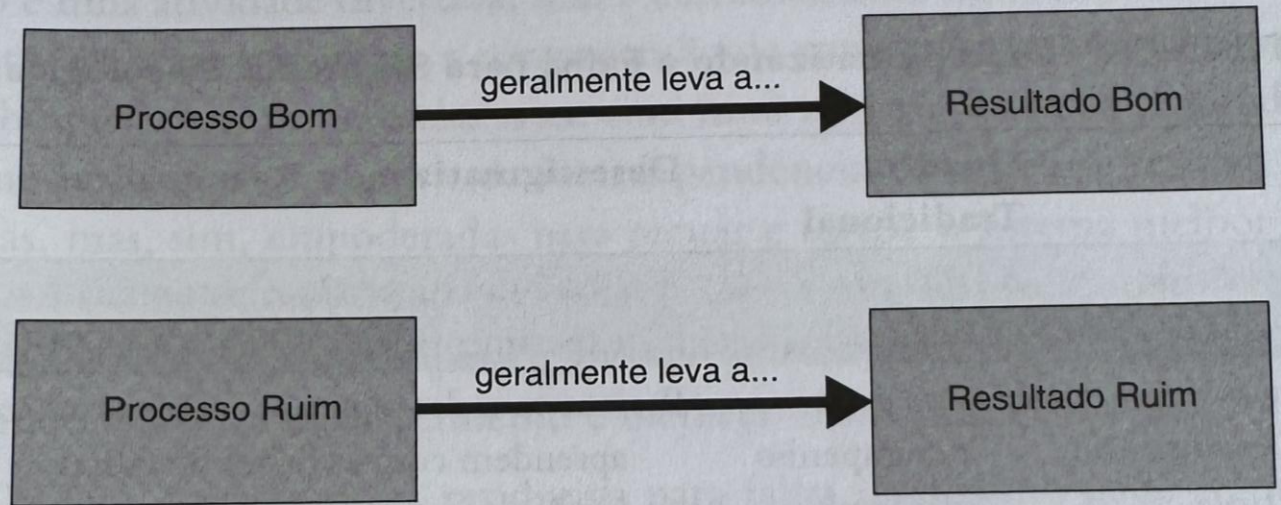 Processo Bom
geralmente leva a...
Resultado Bom
Processo Ruim
geralmente leva a...
Resultado Ruim